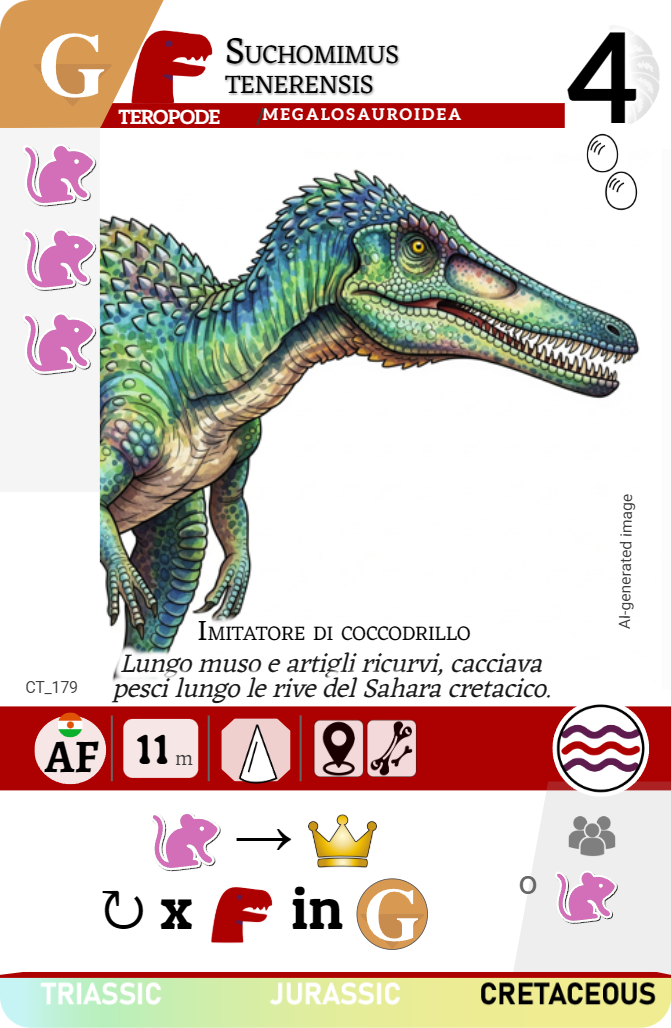 G
SUCHOMIMUS
TENERENSIS
4
TEROPODE
MEGALOSAUROIDEA
AI-generated image
IMITATORE DI COCCODRILLO
Lungo muso e artigli ricurvi, cacciava
pesci lungo le rive del Sahara cretacico.
CT_179
AF
11 m
o
x in G
TRIASSIC JURASSIC CRETACEOUS